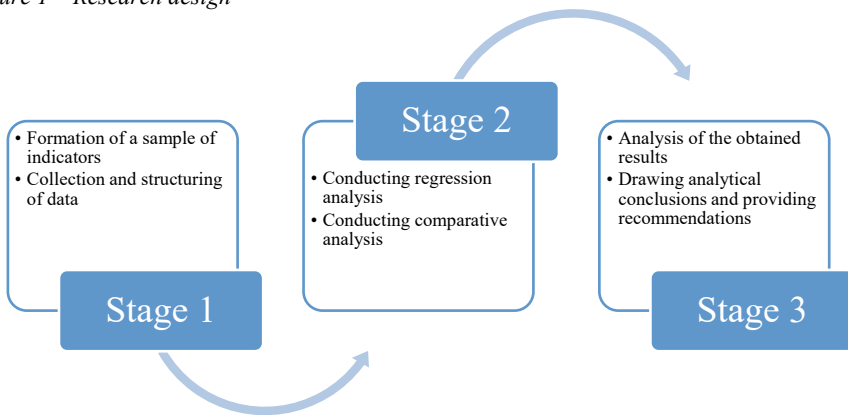 Figure 1 – Research design
• Formation of a sample of
indicators
• Collection and structuring
of data
Stage 1
Stage 2
• Conducting regression
analysis
• Conducting comparative
analysis
• Analysis of the obtained
results
• Drawing analytical
conclusions and providing
recommendations
Stage 3